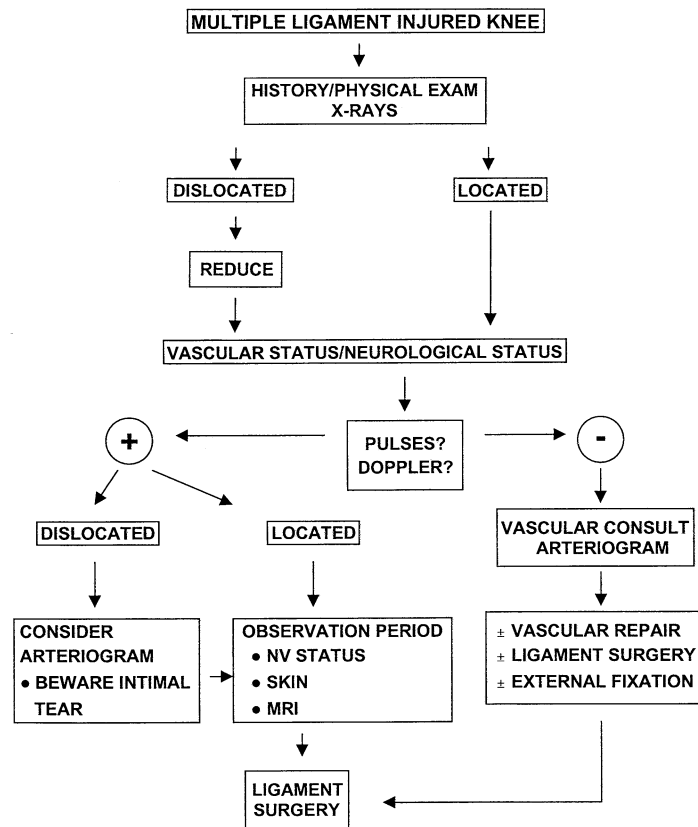 MULTIPLE LIGAMENT INJURED KNEE
HISTORY/PHYSICAL EXAM
X-RAYS
DISLOCATED
LOCATED
REDUCE
VASCULAR STATUS/NEUROLOGICAL STATUS
+
PULSES?
DOPPLER?
-
DISLOCATED
LOCATED
VASCULAR CONSULT
ARTERIOGRAM
CONSIDER
ARTERIOGRAM
● BEWARE INTIMAL
TEAR
OBSERVATION PERIOD
● NV STATUS
● SKIN
● MRI
± VASCULAR REPAIR
± LIGAMENT SURGERY
± EXTERNAL FIXATION
LIGAMENT
SURGERY